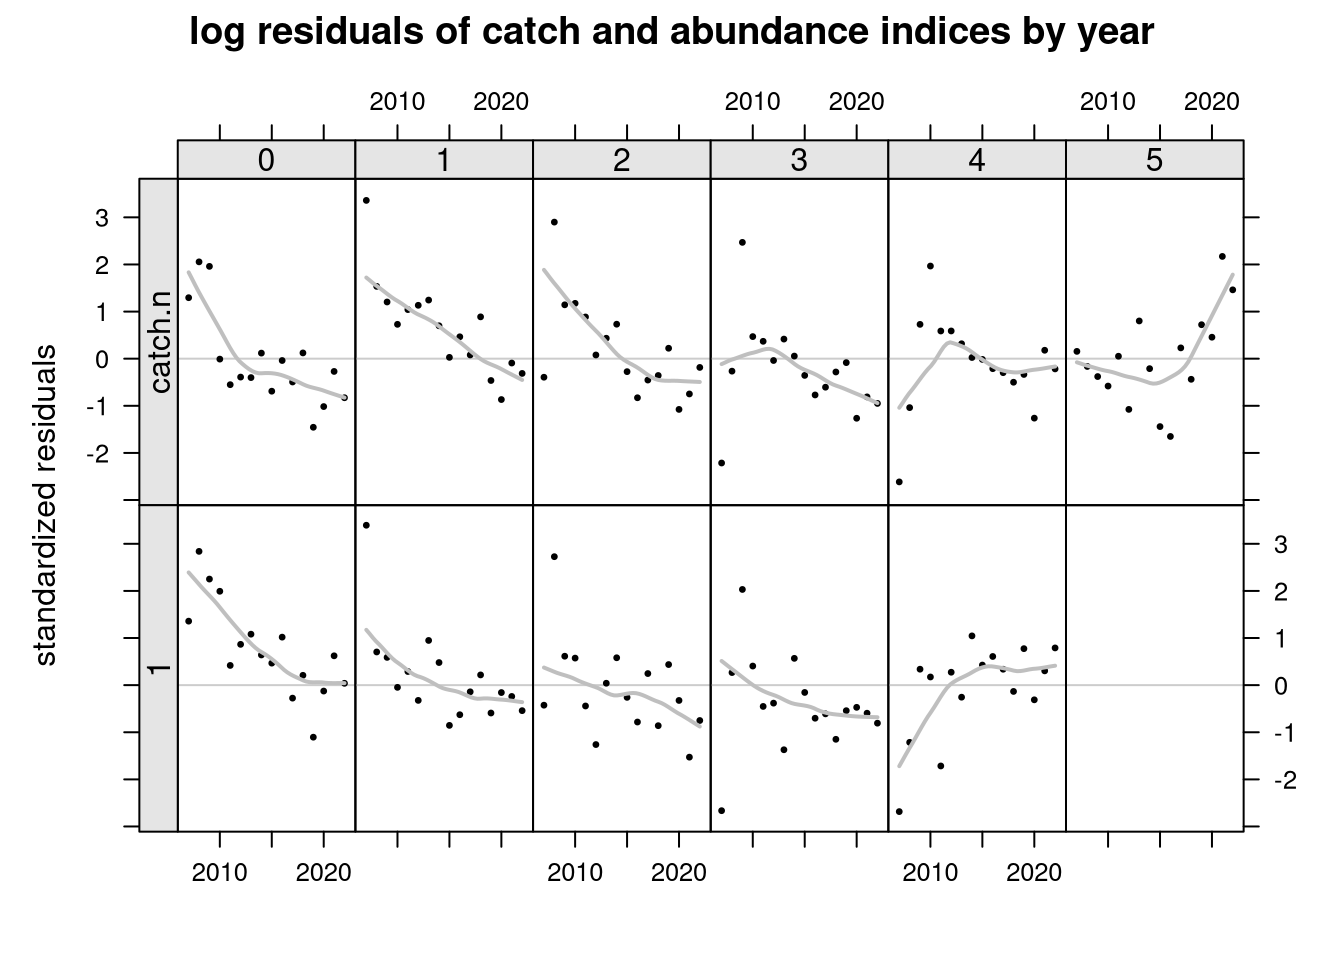 log residuals of catch and abundance indices by year
2010 2020 2010 2020 2010 2020
0 1 2 3 4 5
standardized residuals
catch.n
3
2
1
0
-1
-2
1
3
2
1
0
-1
-2
2010 2020 2010 2020 2010 2020